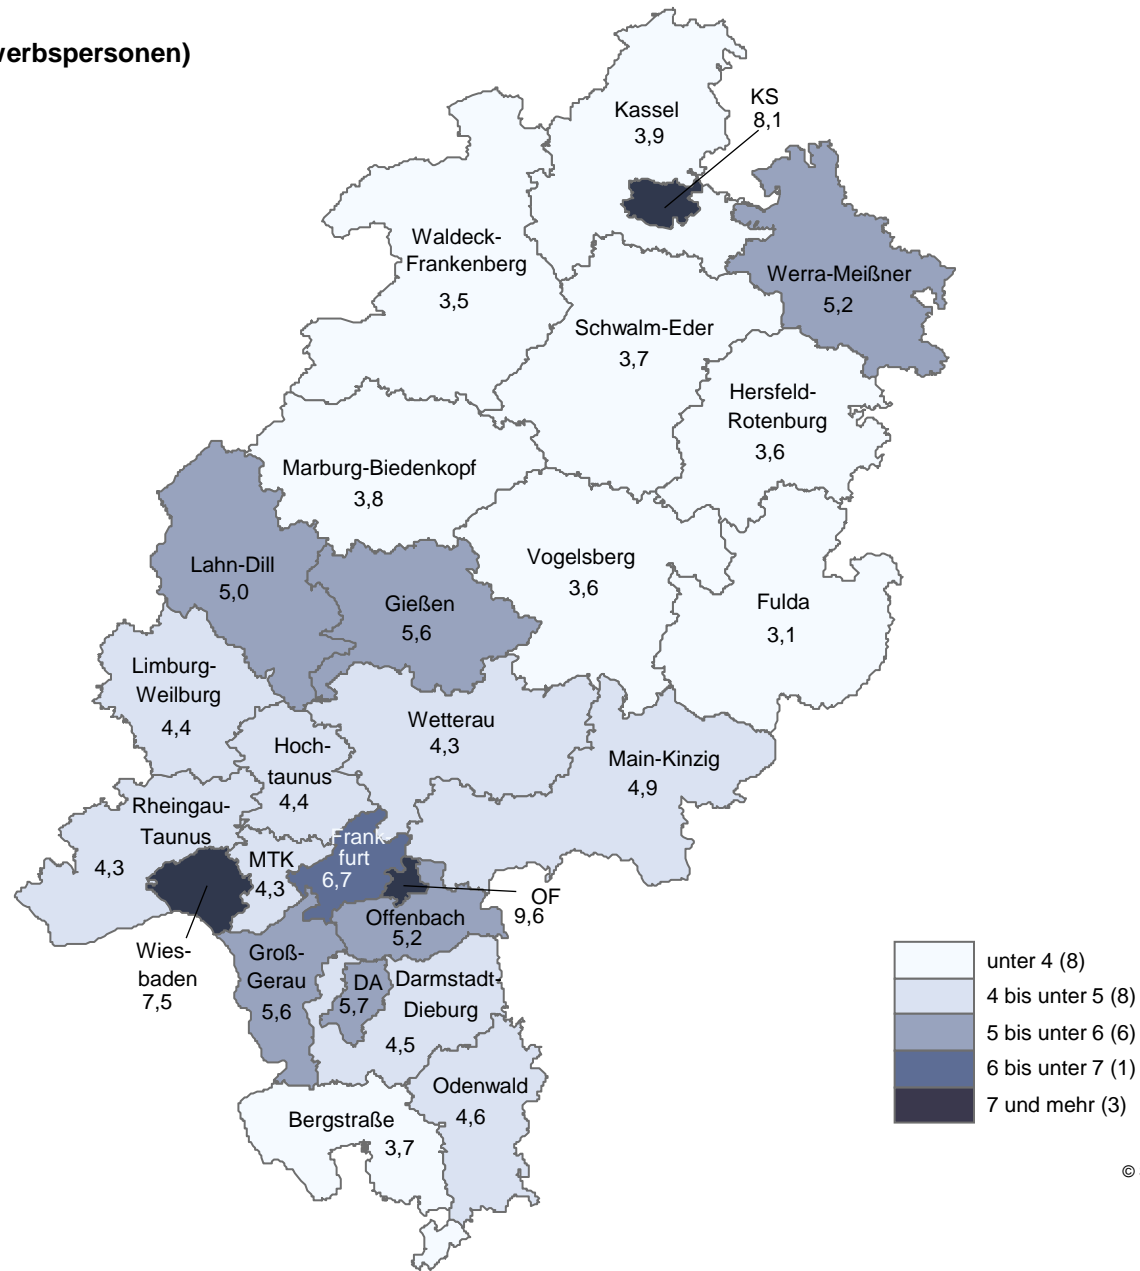 werbspersonen)
Kassel
3,9
KS
8,1
Waldeck-
Frankenberg
3,5
Werra-Meißner
5,2
Schwalm-Eder
3,7
Hersfeld-
Rotenburg
3,6
Marburg-Biedenkopf
3,8
Vogelsberg
3,6
Lahn-Dill
5,0
Gießen
5,6
Fulda
3,1
Limburg-
Weilburg
4,4
Wetterau
4,3
Hoch-
taunus
4,4
Main-Kinzig
4,9
Rheingau-
Taunus
4,3
Frank-
furt
6,7
MTK
4,3
OF
9,6
Offenbach
5,2
Wies-
baden
7,5
Groß-
Gerau
5,6
DA
5,7
Darmstadt-
Dieburg
4,5
Odenwald
4,6
Bergstraße
3,7
unter 4 (8)
4 bis unter 5 (8)
5 bis unter 6 (6)
6 bis unter 7 (1)
7 und mehr (3)
©